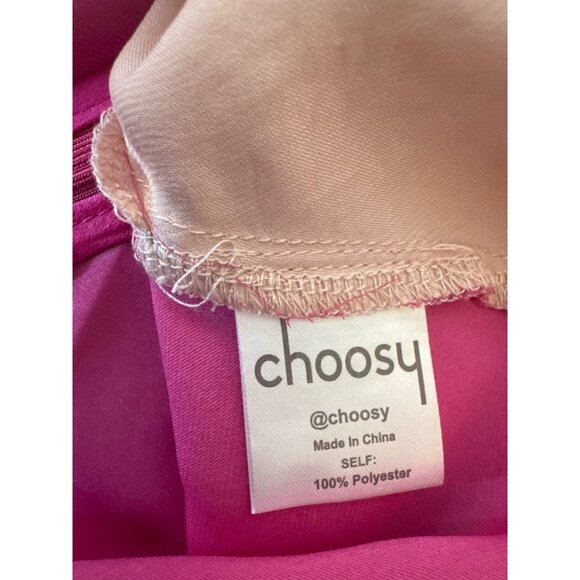 choosy
@choosy
Made In China
SELF:
100% Polyester